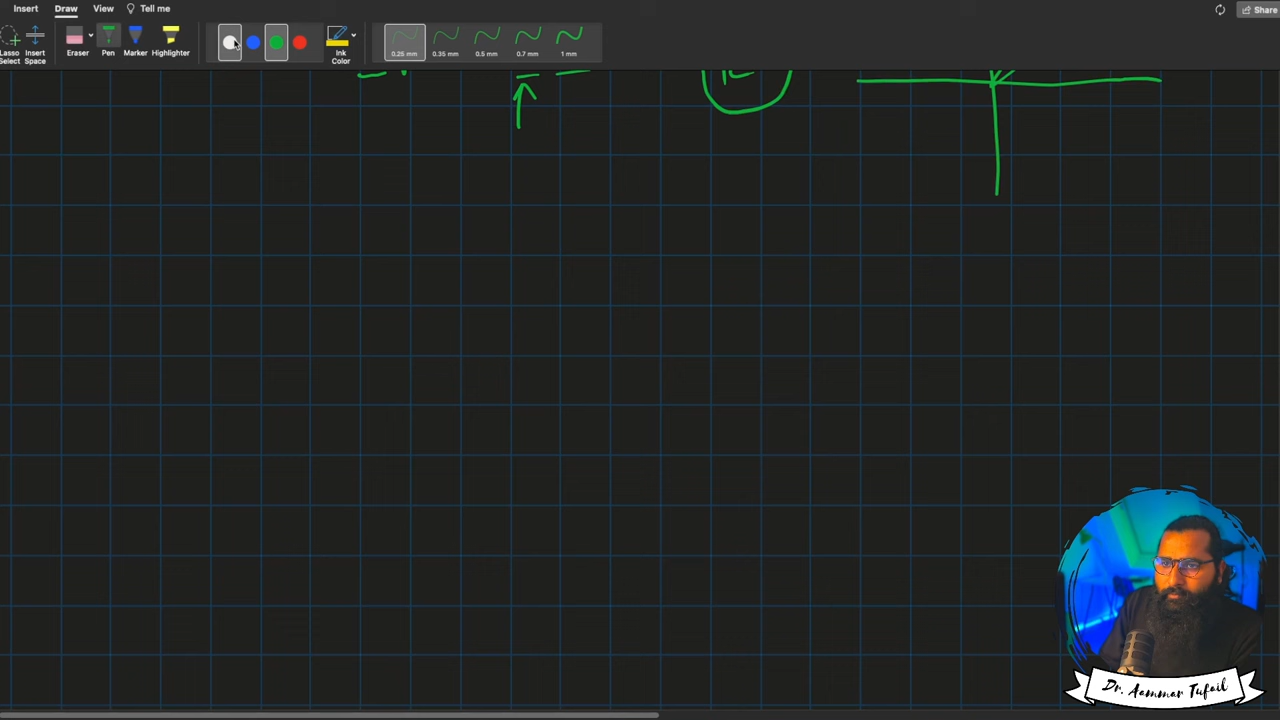 Insert Draw View Tell me
Share
Lasso Select Insert Space Eraser Pen Marker Highlighter Ink Color 0.25 mm 0.35 mm 0.5 mm 0.7 mm 1 mm
Dr. Aammar Tufail